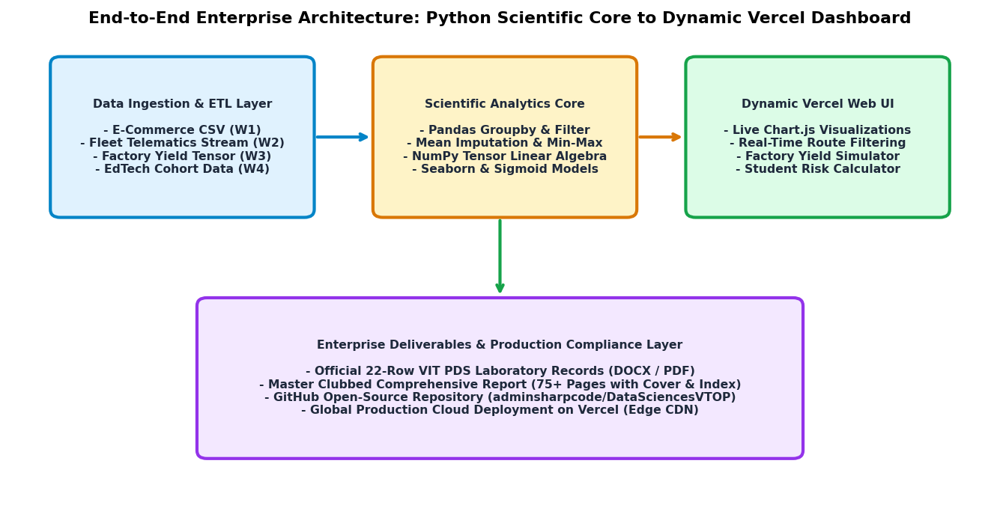 End-to-End Enterprise Architecture: Python Scientific Core to Dynamic Vercel Dashboard
Data Ingestion & ETL Layer
- E-Commerce CSV (W1)
- Fleet Telematics Stream (W2)
- Factory Yield Tensor (W3)
- EdTech Cohort Data (W4)
Scientific Analytics Core
- Pandas Groupby & Filter
- Mean Imputation & Min-Max
- NumPy Tensor Linear Algebra
- Seaborn & Sigmoid Models
Dynamic Vercel Web UI
- Live Chart.js Visualizations
- Real-Time Route Filtering
- Factory Yield Simulator
- Student Risk Calculator
Enterprise Deliverables & Production Compliance Layer
- Official 22-Row VIT PDS Laboratory Records (DOCX / PDF)
- Master Clubbed Comprehensive Report (75+ Pages with Cover & Index)
- GitHub Open-Source Repository (adminsharpcode/DataSciencesVTOP)
- Global Production Cloud Deployment on Vercel (Edge CDN)